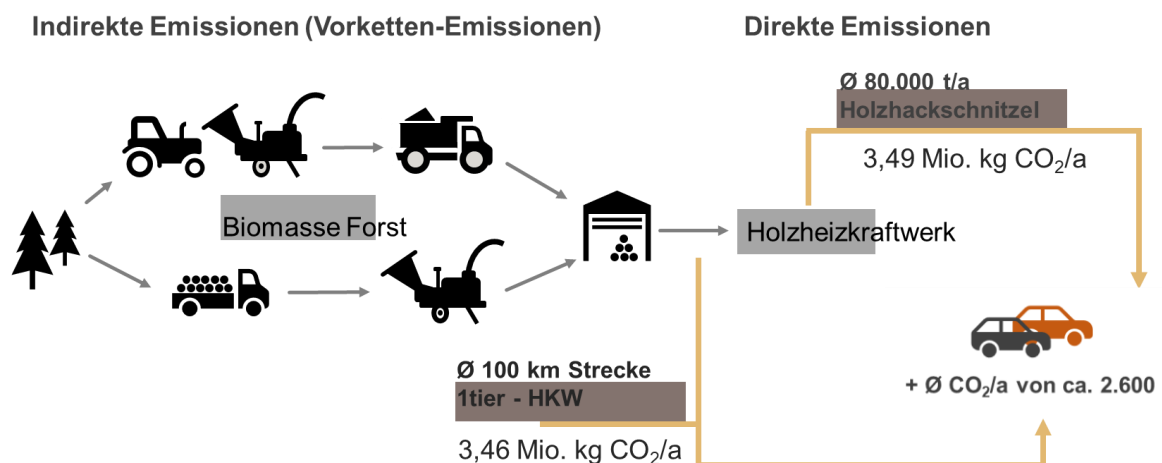 Indirekte Emissionen (Vorketten-Emissionen)
Direkte Emissionen
Ø 80.000 t/a
Holzhackschnitzel
3,49 Mio. kg CO₂/a
Biomasse Forst
Holzheizkraftwerk
Ø 100 km Strecke
1tier - HKW
3,46 Mio. kg CO₂/a
+ Ø CO₂/a von ca. 2.600